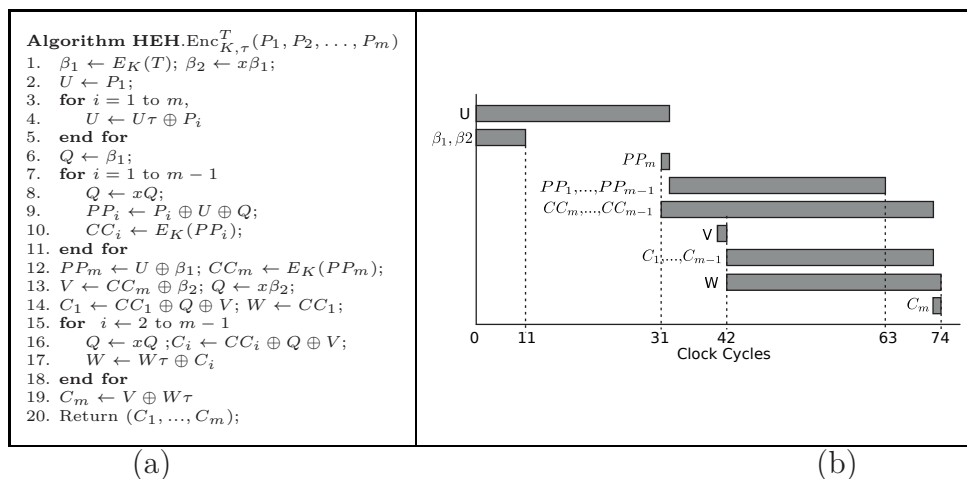 Algorithm HEH.Enc^T_{K,τ}(P_1, P_2, . . . , P_m)
1. β_1 ← E_K(T); β_2 ← xβ_1;
2. U ← P_1;
3. for i = 1 to m,
4. U ← Uτ ⊕ P_i
5. end for
6. Q ← β_1;
7. for i = 1 to m − 1
8. Q ← xQ;
9. PP_i ← P_i ⊕ U ⊕ Q;
10. CC_i ← E_K(PP_i);
11. end for
12. PP_m ← U ⊕ β_1; CC_m ← E_K(PP_m);
13. V ← CC_m ⊕ β_2; Q ← xβ_2;
14. C_1 ← CC_1 ⊕ Q ⊕ V; W ← CC_1;
15. for i ← 2 to m − 1
16. Q ← xQ ;C_i ← CC_i ⊕ Q ⊕ V;
17. W ← Wτ ⊕ C_i
18. end for
19. C_m ← V ⊕ Wτ
20. Return (C_1, ..., C_m);
(a)
U
β_1, β2
PP_m
PP_1,...,PP_{m−1}
CC_m,...,CC_{m−1}
V
C_1,...,C_{m−1}
W
C_m
0 11 31 42 63 74
Clock Cycles
(b)